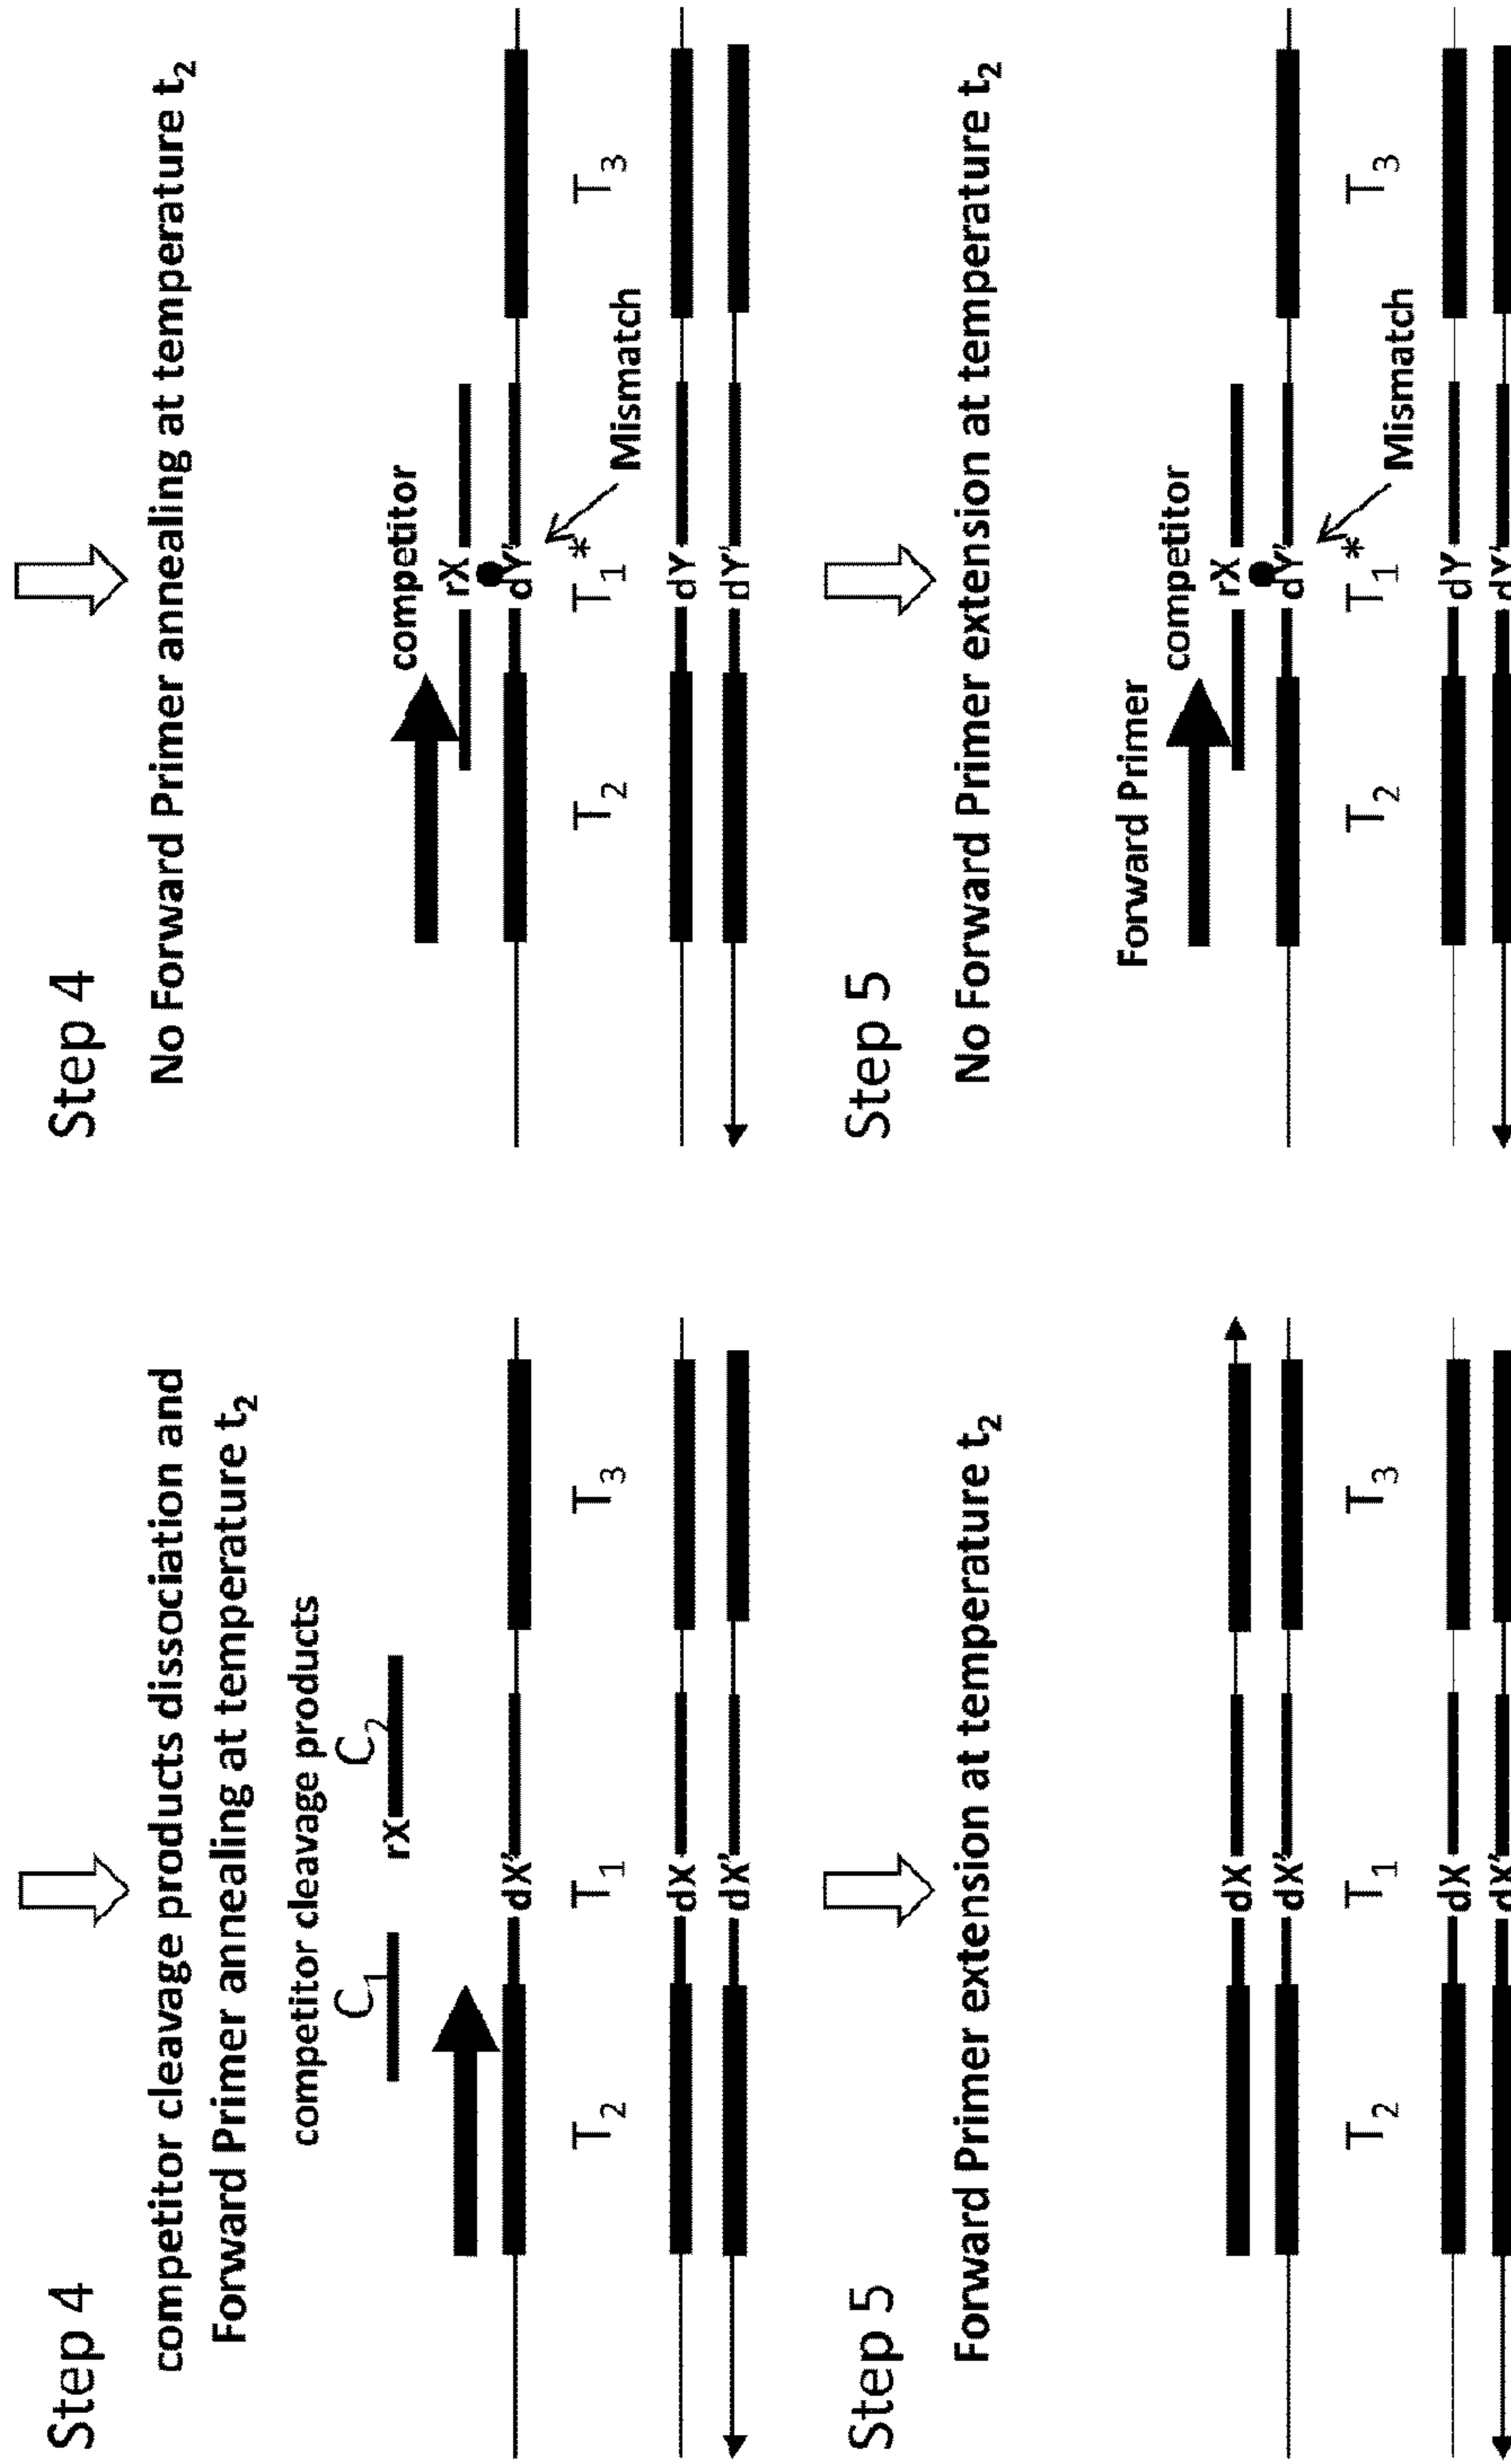 Step 4
competitor cleavage products dissociation and
Forward Primer annealing at temperature t₂
competitor cleavage products
C₁ C₂
rX
dX'
T₂ T₁ T₃
dX
dX'
Step 5
Forward Primer extension at temperature t₂
dX
dX'
T₂ T₁ T₃
dX
dX'
Step 4
No Forward Primer annealing at temperature t₂
competitor
rX
dY'
T₂ T₁* T₃
Mismatch
dY
dY'
Step 5
No Forward Primer extension at temperature t₂
Forward Primer
competitor
rX
dY'
T₂ T₁* T₃
Mismatch
dY
dY'